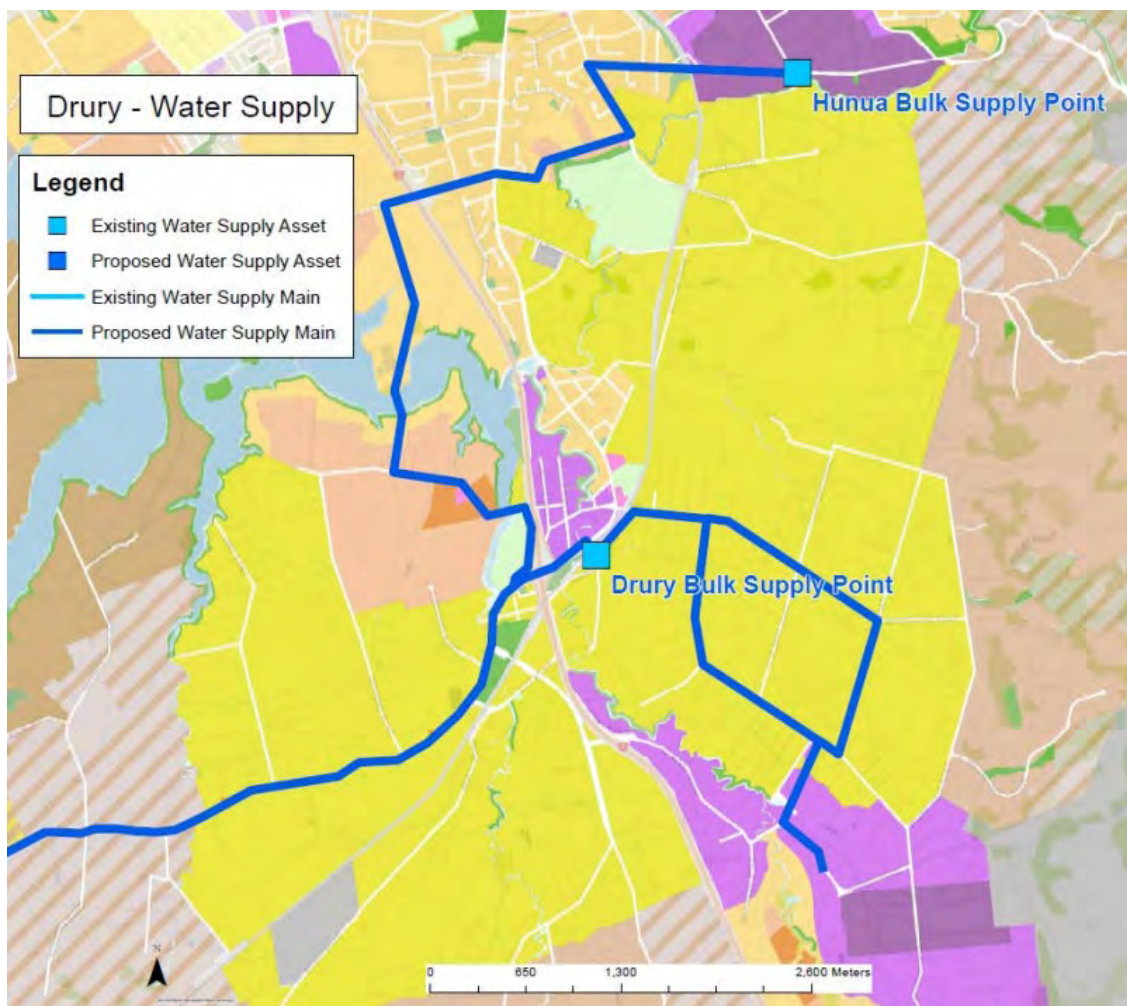 Drury - Water Supply
Hunua Bulk Supply Point
Legend
Existing Water Supply Asset
Proposed Water Supply Asset
Existing Water Supply Main
Proposed Water Supply Main
Drury Bulk Supply Point
N
0 650 1,300 2,600 Meters